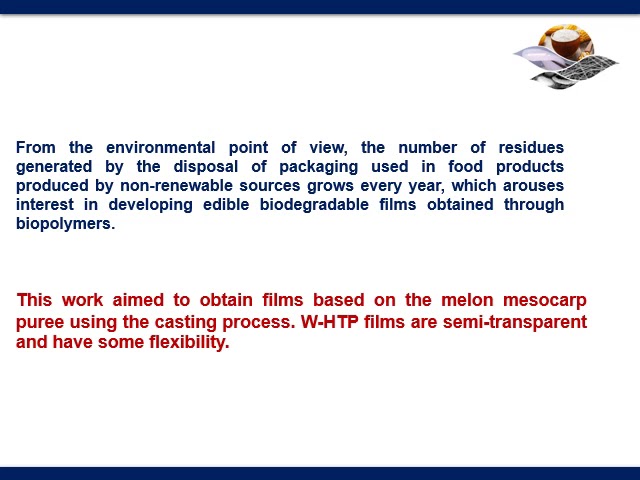 From the environmental point of view, the number of residues
generated by the disposal of packaging used in food products
produced by non-renewable sources grows every year, which arouses
interest in developing edible biodegradable films obtained through
biopolymers.
This work aimed to obtain films based on the melon mesocarp
puree using the casting process. W-HTP films are semi-transparent
and have some flexibility.